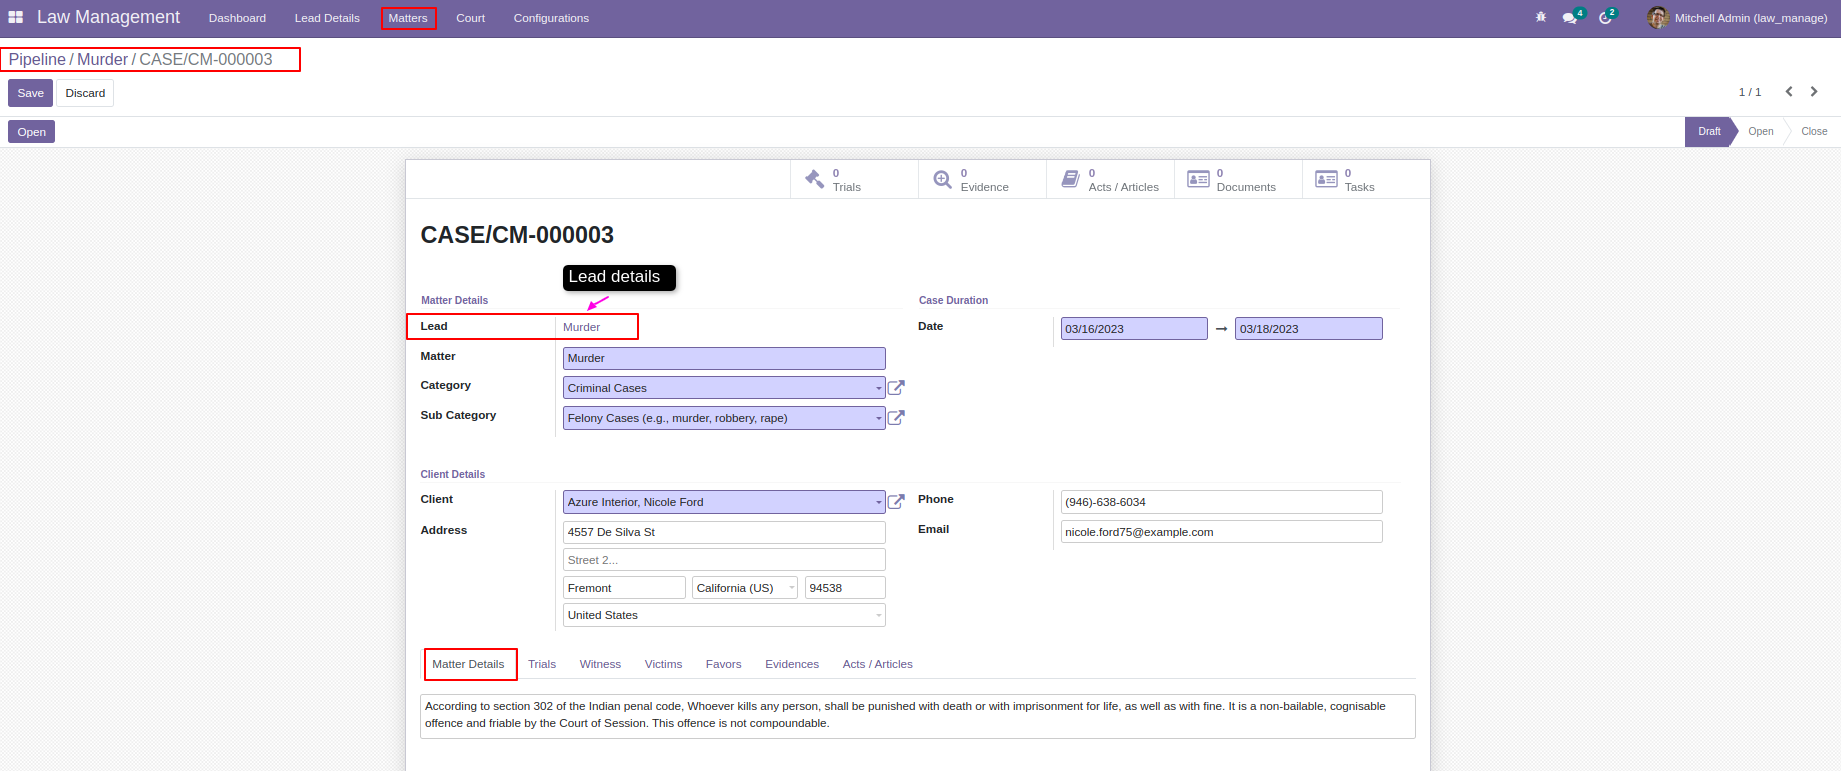 Law Management Dashboard Lead Details Matters Court Configurations 4 2 Mitchell Admin (law_manage)
Pipeline / Murder / CASE/CM-000003
Save Discard 1 / 1
Open Draft Open Close
0 Trials
0 Evidence
0 Acts / Articles
0 Documents
0 Tasks
CASE/CM-000003
Lead details
Matter Details
Lead Murder
Matter Murder
Category Criminal Cases
Sub Category Felony Cases (e.g., murder, robbery, rape)
Case Duration
Date 03/16/2023 03/18/2023
Client Details
Client Azure Interior, Nicole Ford
Address 4557 De Silva St
Street 2...
Fremont California (US) 94538
United States
Phone (946)-638-6034
Email nicole.ford75@example.com
Matter Details Trials Witness Victims Favors Evidences Acts / Articles
According to section 302 of the Indian penal code, Whoever kills any person, shall be punished with death or with imprisonment for life, as well as with fine. It is a non-bailable, cognisable
offence and friable by the Court of Session. This offence is not compoundable.